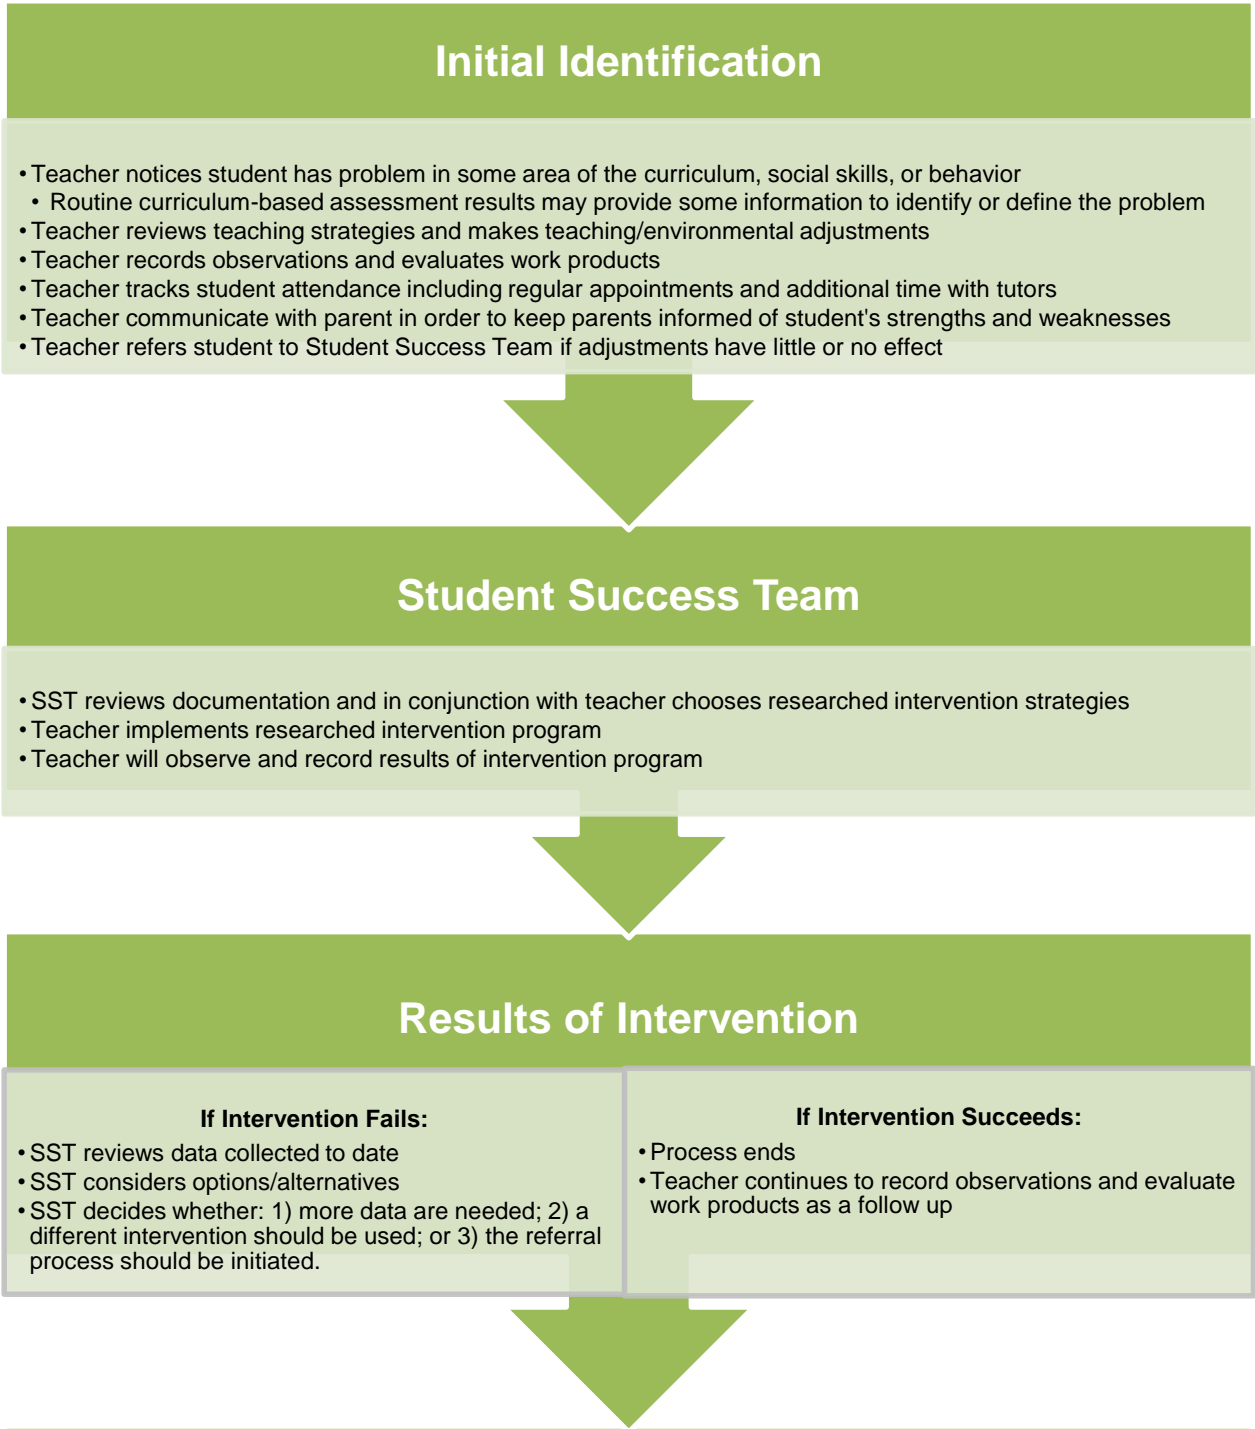 Initial Identification
• Teacher notices student has problem in some area of the curriculum, social skills, or behavior
• Routine curriculum-based assessment results may provide some information to identify or define the problem
• Teacher reviews teaching strategies and makes teaching/environmental adjustments
• Teacher records observations and evaluates work products
• Teacher tracks student attendance including regular appointments and additional time with tutors
• Teacher communicate with parent in order to keep parents informed of student's strengths and weaknesses
• Teacher refers student to Student Success Team if adjustments have little or no effect
Student Success Team
• SST reviews documentation and in conjunction with teacher chooses researched intervention strategies
• Teacher implements researched intervention program
• Teacher will observe and record results of intervention program
Results of Intervention
If Intervention Fails:
• SST reviews data collected to date
• SST considers options/alternatives
• SST decides whether: 1) more data are needed; 2) a
different intervention should be used; or 3) the referral
process should be initiated.
If Intervention Succeeds:
• Process ends
• Teacher continues to record observations and evaluate
work products as a follow up